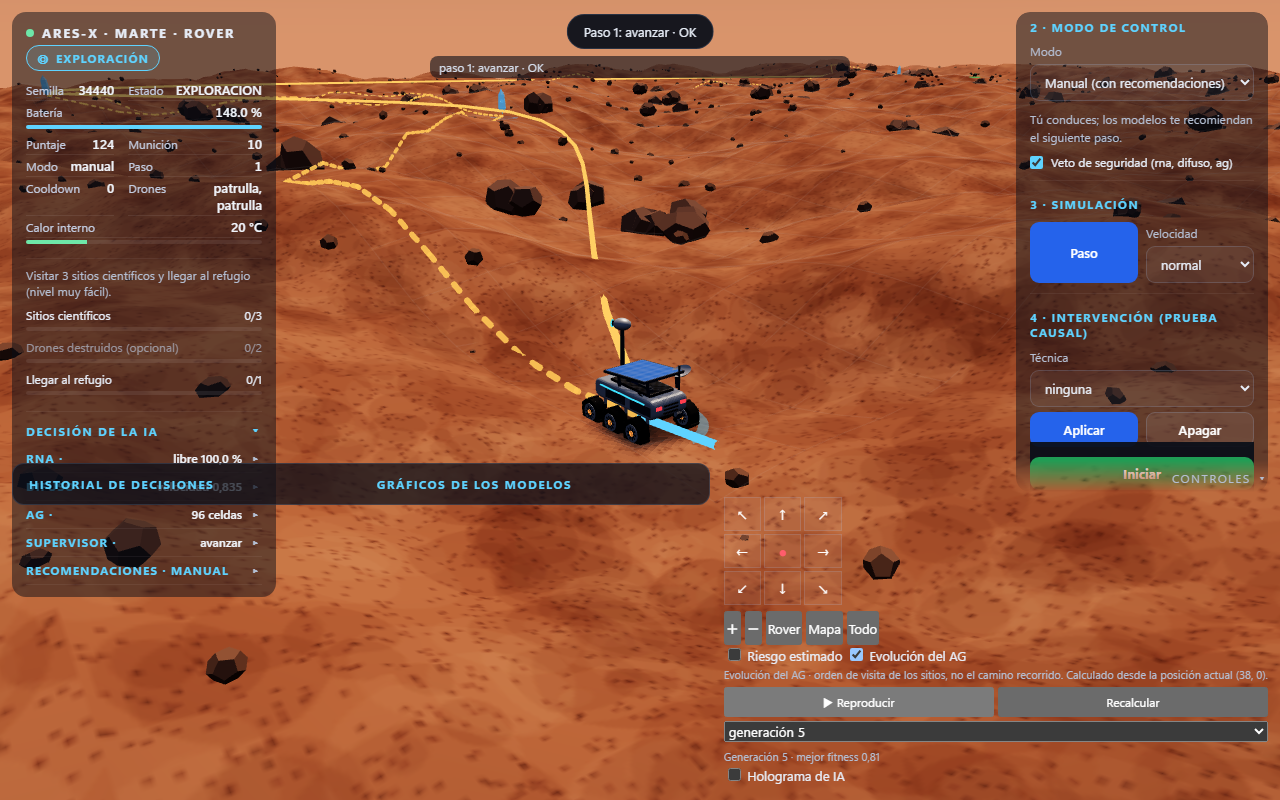 ARES-X · MARTE · ROVER
EXPLORACIÓN
Semilla 34440 Estado EXPLORACION
Batería 148.0 %
Puntaje 124 Munición 10
Modo manual Paso 1
Cooldown 0 Drones patrulla,
patrulla
Calor interno 20 °C
Visitar 3 sitios científicos y llegar al refugio
(nivel muy fácil).
Sitios científicos 0/3
Drones destruidos (opcional) 0/2
Llegar al refugio 0/1
DECISIÓN DE LA IA
RNA · libre 100,0 %
HISTORIAL DE DECISIONES
GRÁFICOS DE LOS MODELOS
AG · 96 celdas
SUPERVISOR · avanzar
RECOMENDACIONES · MANUAL
Paso 1: avanzar · OK
paso 1: avanzar · OK
2 · MODO DE CONTROL
Modo
Manual (con recomendaciones)
Tú conduces; los modelos te recomiendan
el siguiente paso.
Veto de seguridad (rna, difuso, ag)
3 · SIMULACIÓN
Paso
Velocidad
normal
4 · INTERVENCIÓN (PRUEBA
CAUSAL)
Técnica
ninguna
Aplicar Apagar
Iniciar
CONTROLES
↖ ↑ ↗
← ● →
↙ ↓ ↘
+ − Rover Mapa Todo
Riesgo estimado Evolución del AG
Evolución del AG · orden de visita de los sitios, no el camino recorrido. Calculado desde la posición actual (38, 0).
▶ Reproducir Recalcular
generación 5
Generación 5 · mejor fitness 0,81
Holograma de IA